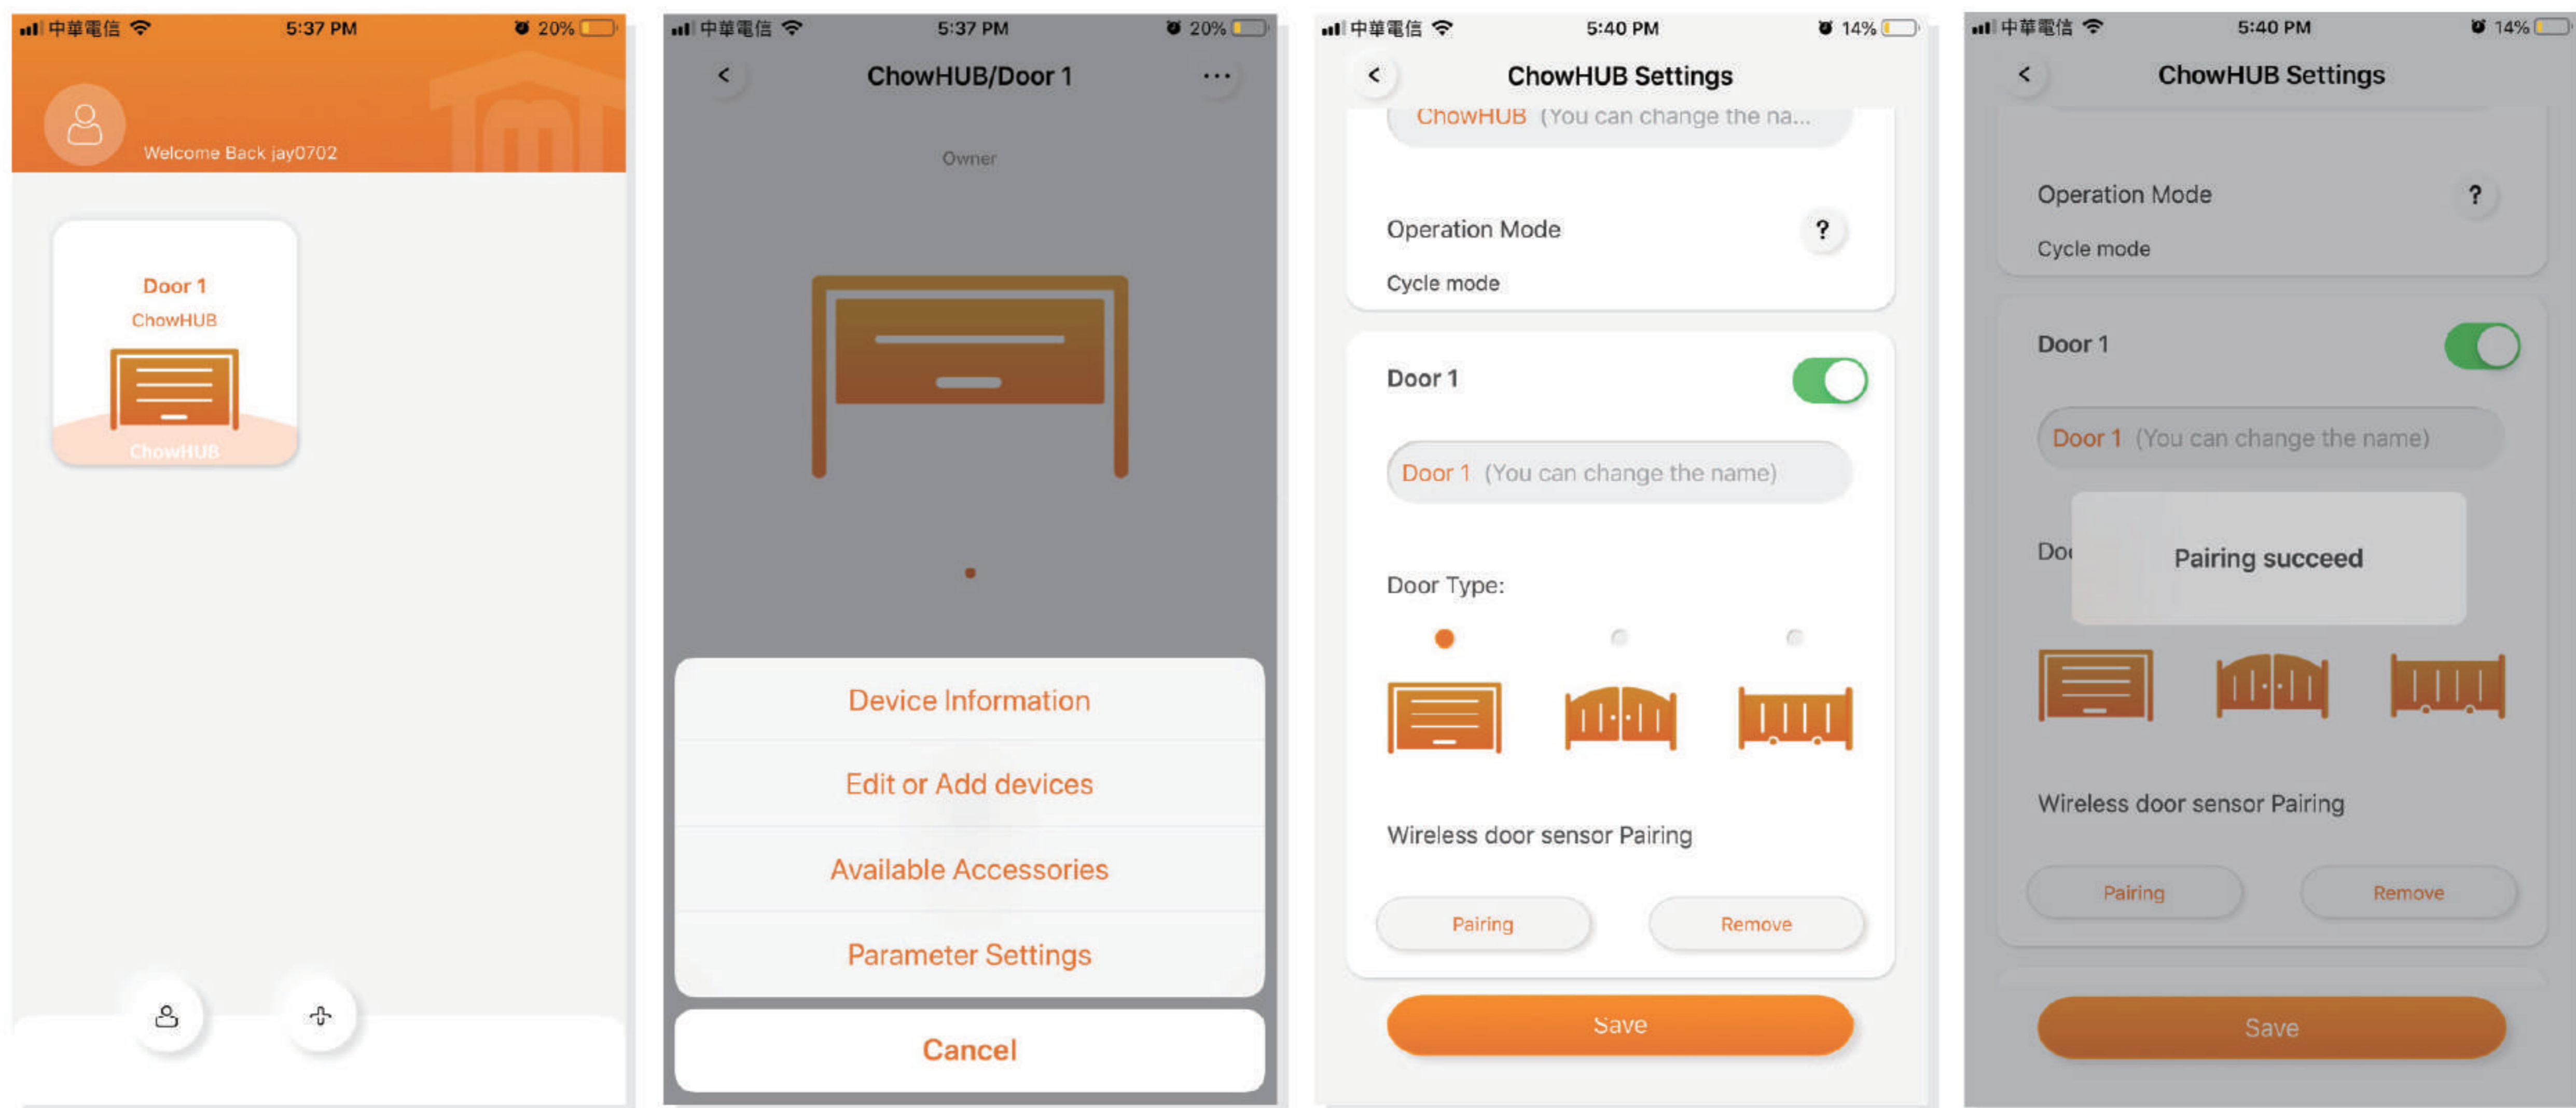 中華電信 5:37 PM 20%
Welcome Back jay0702
Door 1
ChowHUB
ChowHUB
中華電信 5:37 PM 20%
< ChowHUB/Door 1 ...
Owner
Device Information
Edit or Add devices
Available Accessories
Parameter Settings
Cancel
中華電信 5:40 PM 14%
< ChowHUB Settings
ChowHUB (You can change the na...
Operation Mode ?
Cycle mode
Door 1
Door 1 (You can change the name)
Door Type:
Wireless door sensor Pairing
Pairing Remove
Save
中華電信 5:40 PM 14%
< ChowHUB Settings
Operation Mode ?
Cycle mode
Door 1
Door 1 (You can change the name)
Pairing succeed
Wireless door sensor Pairing
Pairing Remove
Save